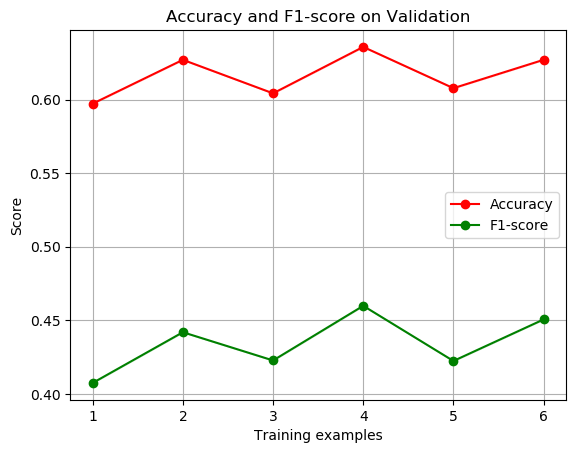 Accuracy and F1-score on Validation
Score
0.60
0.55
0.50
0.45
0.40
Accuracy
F1-score
1 2 3 4 5 6
Training examples